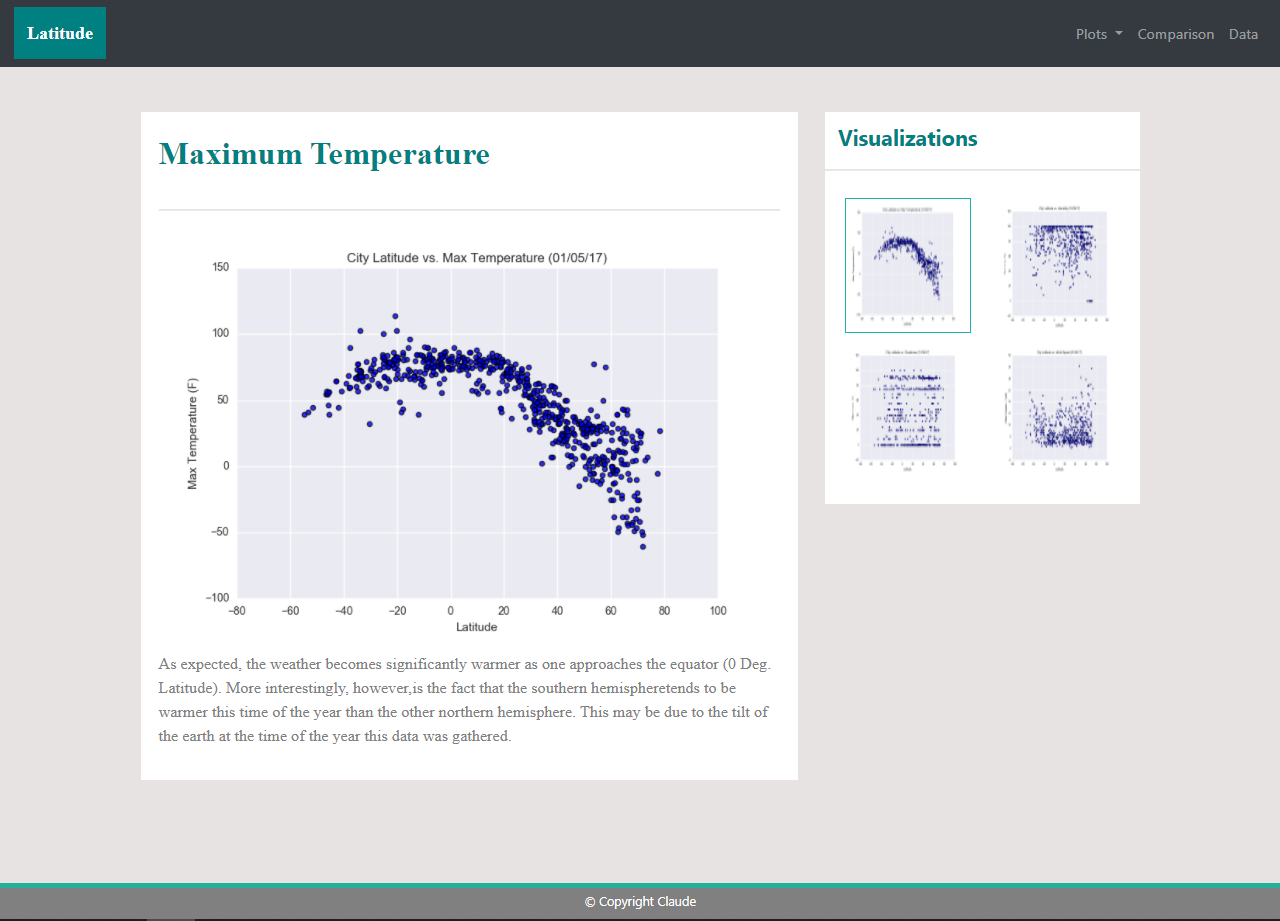 Latitude
Plots Comparison Data
Maximum Temperature
City Latitude vs. Max Temperature (01/05/17)
150
100
50
0
−50
−100
Max Temperature (F)
−80 −60 −40 −20 0 20 40 60 80 100
Latitude
As expected, the weather becomes significantly warmer as one approaches the equator (0 Deg.
Latitude). More interestingly, however,is the fact that the southern hemispheretends to be
warmer this time of the year than the other northern hemisphere. This may be due to the tilt of
the earth at the time of the year this data was gathered.
Visualizations
© Copyright Claude